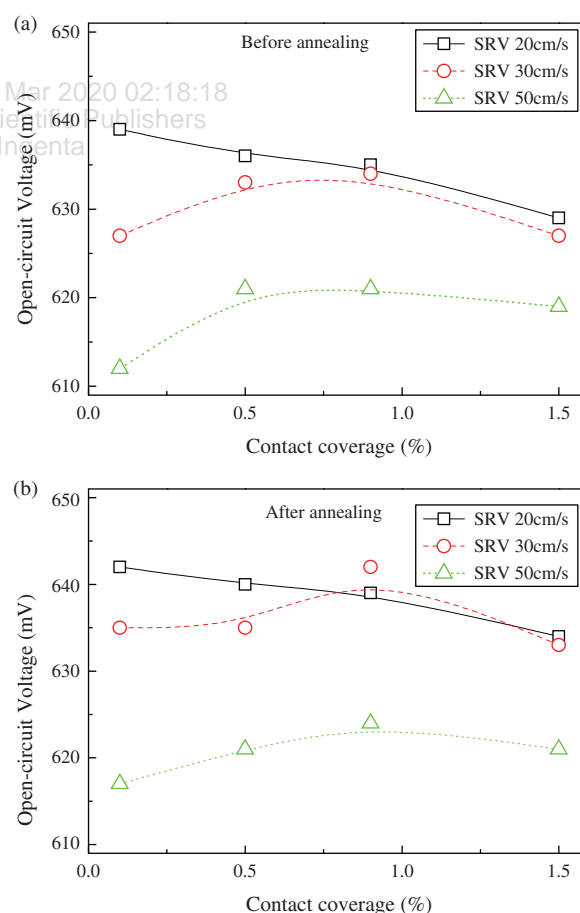 (a)
650
640
630
620
610
Open-circuit Voltage (mV)
Before annealing
SRV 20cm/s
SRV 30cm/s
SRV 50cm/s
Mar 2020 02:18:18
Publishers
Ingenta
0.0
0.5
1.0
1.5
Contact coverage (%)
(b)
650
640
630
620
610
Open-circuit Voltage (mV)
After annealing
SRV 20cm/s
SRV 30cm/s
SRV 50cm/s
0.0
0.5
1.0
1.5
Contact coverage (%)